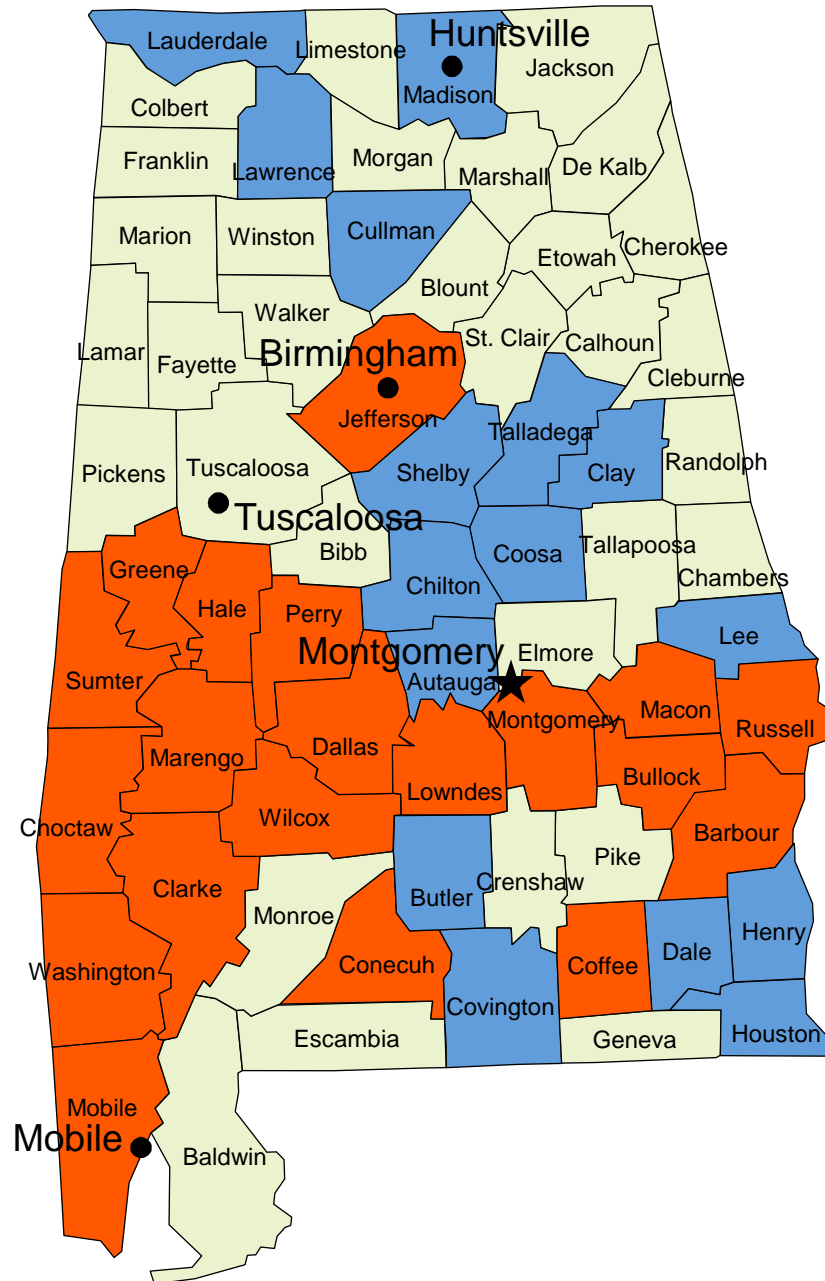 Lauderdale
Limestone
Huntsville
Madison
Jackson
Colbert
Franklin
Lawrence
Morgan
Marshall
De Kalb
Marion
Winston
Cullman
Etowah
Cherokee
Blount
Walker
Lamar
Fayette
St. Clair
Calhoun
Birmingham
Jefferson
Cleburne
Talladega
Pickens
Tuscaloosa
Shelby
Clay
Randolph
Tuscaloosa
Bibb
Coosa
Tallapoosa
Greene
Chilton
Chambers
Hale
Perry
Lee
Montgomery
Elmore
Sumter
Autauga
Macon
Montgomery
Russell
Marengo
Dallas
Bullock
Lowndes
Choctaw
Wilcox
Barbour
Pike
Clarke
Crenshaw
Butler
Monroe
Henry
Dale
Washington
Conecuh
Coffee
Covington
Escambia
Geneva
Houston
Mobile
Mobile
Baldwin